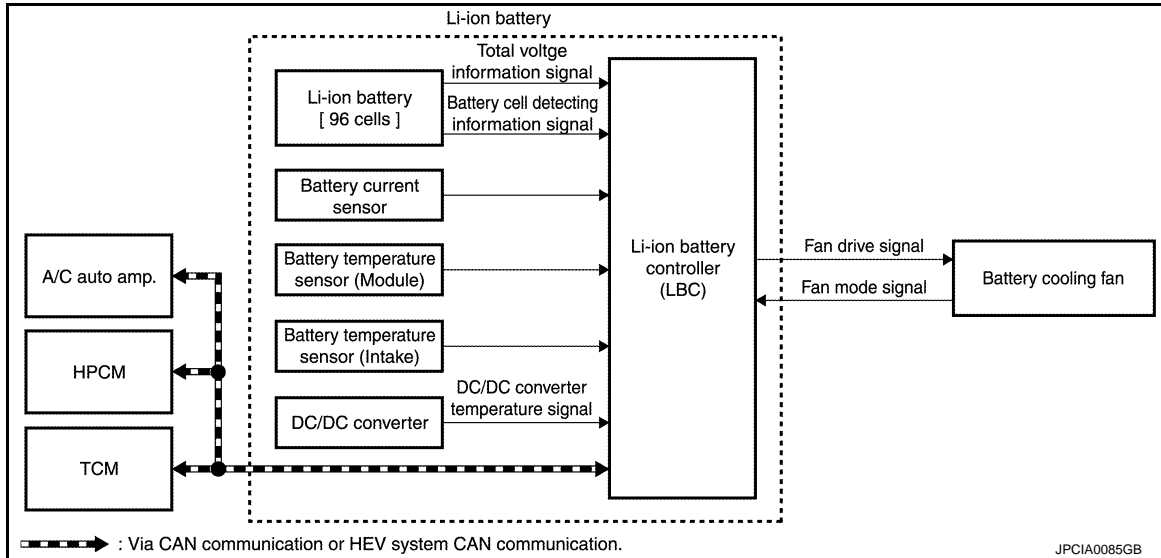 Li-ion battery
Total voltge
information signal
Li-ion battery
[ 96 cells ]
Battery cell detecting
information signal
Battery current
sensor
Battery temperature
sensor (Module)
Battery temperature
sensor (Intake)
DC/DC converter
DC/DC converter
temperature signal
A/C auto amp.
HPCM
TCM
Li-ion battery
controller
(LBC)
Fan drive signal
Fan mode signal
Battery cooling fan
: Via CAN communication or HEV system CAN communication.
JPCIA0085GB